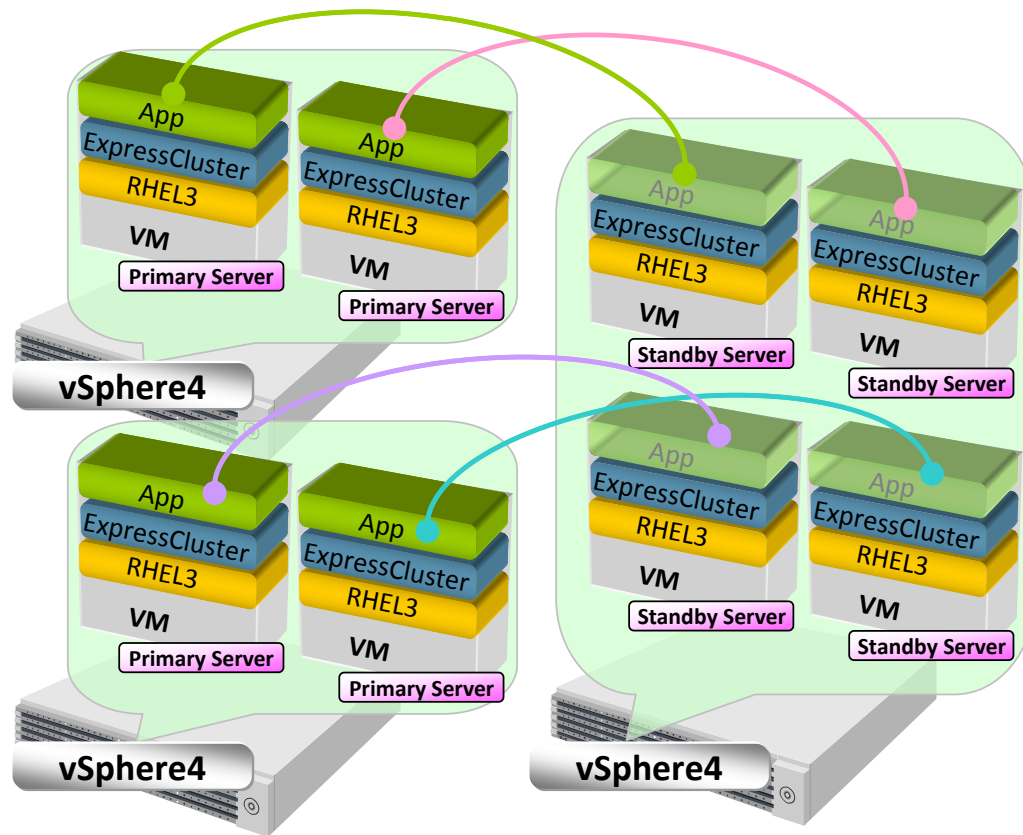 App
ExpressCluster
RHEL3
VM
Primary Server
App
ExpressCluster
RHEL3
VM
Primary Server
vSphere4
App
ExpressCluster
RHEL3
VM
Standby Server
App
ExpressCluster
RHEL3
VM
Standby Server
App
ExpressCluster
RHEL3
VM
Primary Server
App
ExpressCluster
RHEL3
VM
Primary Server
vSphere4
App
ExpressCluster
RHEL3
VM
Standby Server
App
ExpressCluster
RHEL3
VM
Standby Server
vSphere4